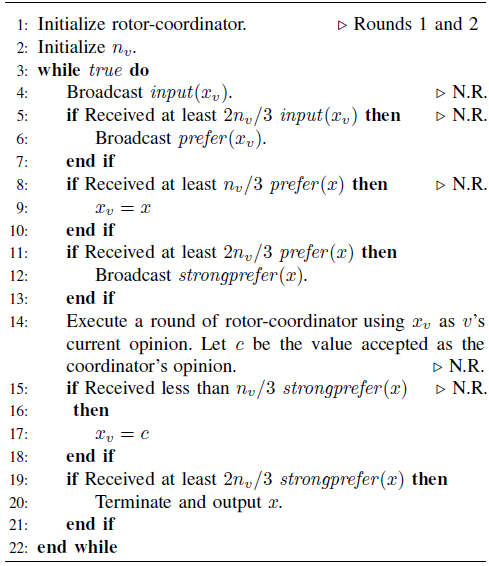 1: Initialize rotor-coordinator. ▷ Rounds 1 and 2
2: Initialize n_v.
3: while true do
4: Broadcast input(x_v). ▷ N.R.
5: if Received at least 2n_v/3 input(x_v) then ▷ N.R.
6: Broadcast prefer(x_v).
7: end if
8: if Received at least n_v/3 prefer(x) then ▷ N.R.
9: x_v = x
10: end if
11: if Received at least 2n_v/3 prefer(x) then
12: Broadcast strongprefer(x).
13: end if
14: Execute a round of rotor-coordinator using x_v as v's
current opinion. Let c be the value accepted as the
coordinator's opinion. ▷ N.R.
15: if Received less than n_v/3 strongprefer(x) ▷ N.R.
16: then
17: x_v = c
18: end if
19: if Received at least 2n_v/3 strongprefer(x) then
20: Terminate and output x.
21: end if
22: end while